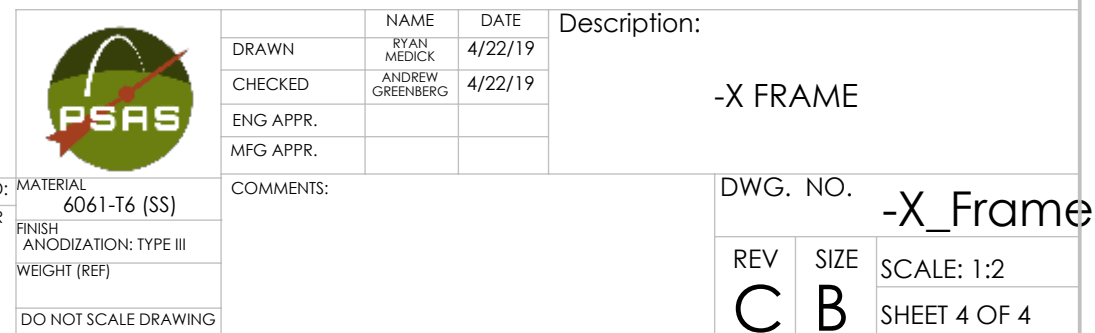 NAME DATE
DRAWN RYAN MEDICK 4/22/19
CHECKED ANDREW GREENBERG 4/22/19
ENG APPR.
MFG APPR.
Description:
-X FRAME
PSAS
MATERIAL
6061-T6 (SS)
FINISH
ANODIZATION: TYPE III
WEIGHT (REF)
DO NOT SCALE DRAWING
COMMENTS:
DWG. NO.
-X_Frame
REV
C
SIZE
B
SCALE: 1:2
SHEET 4 OF 4